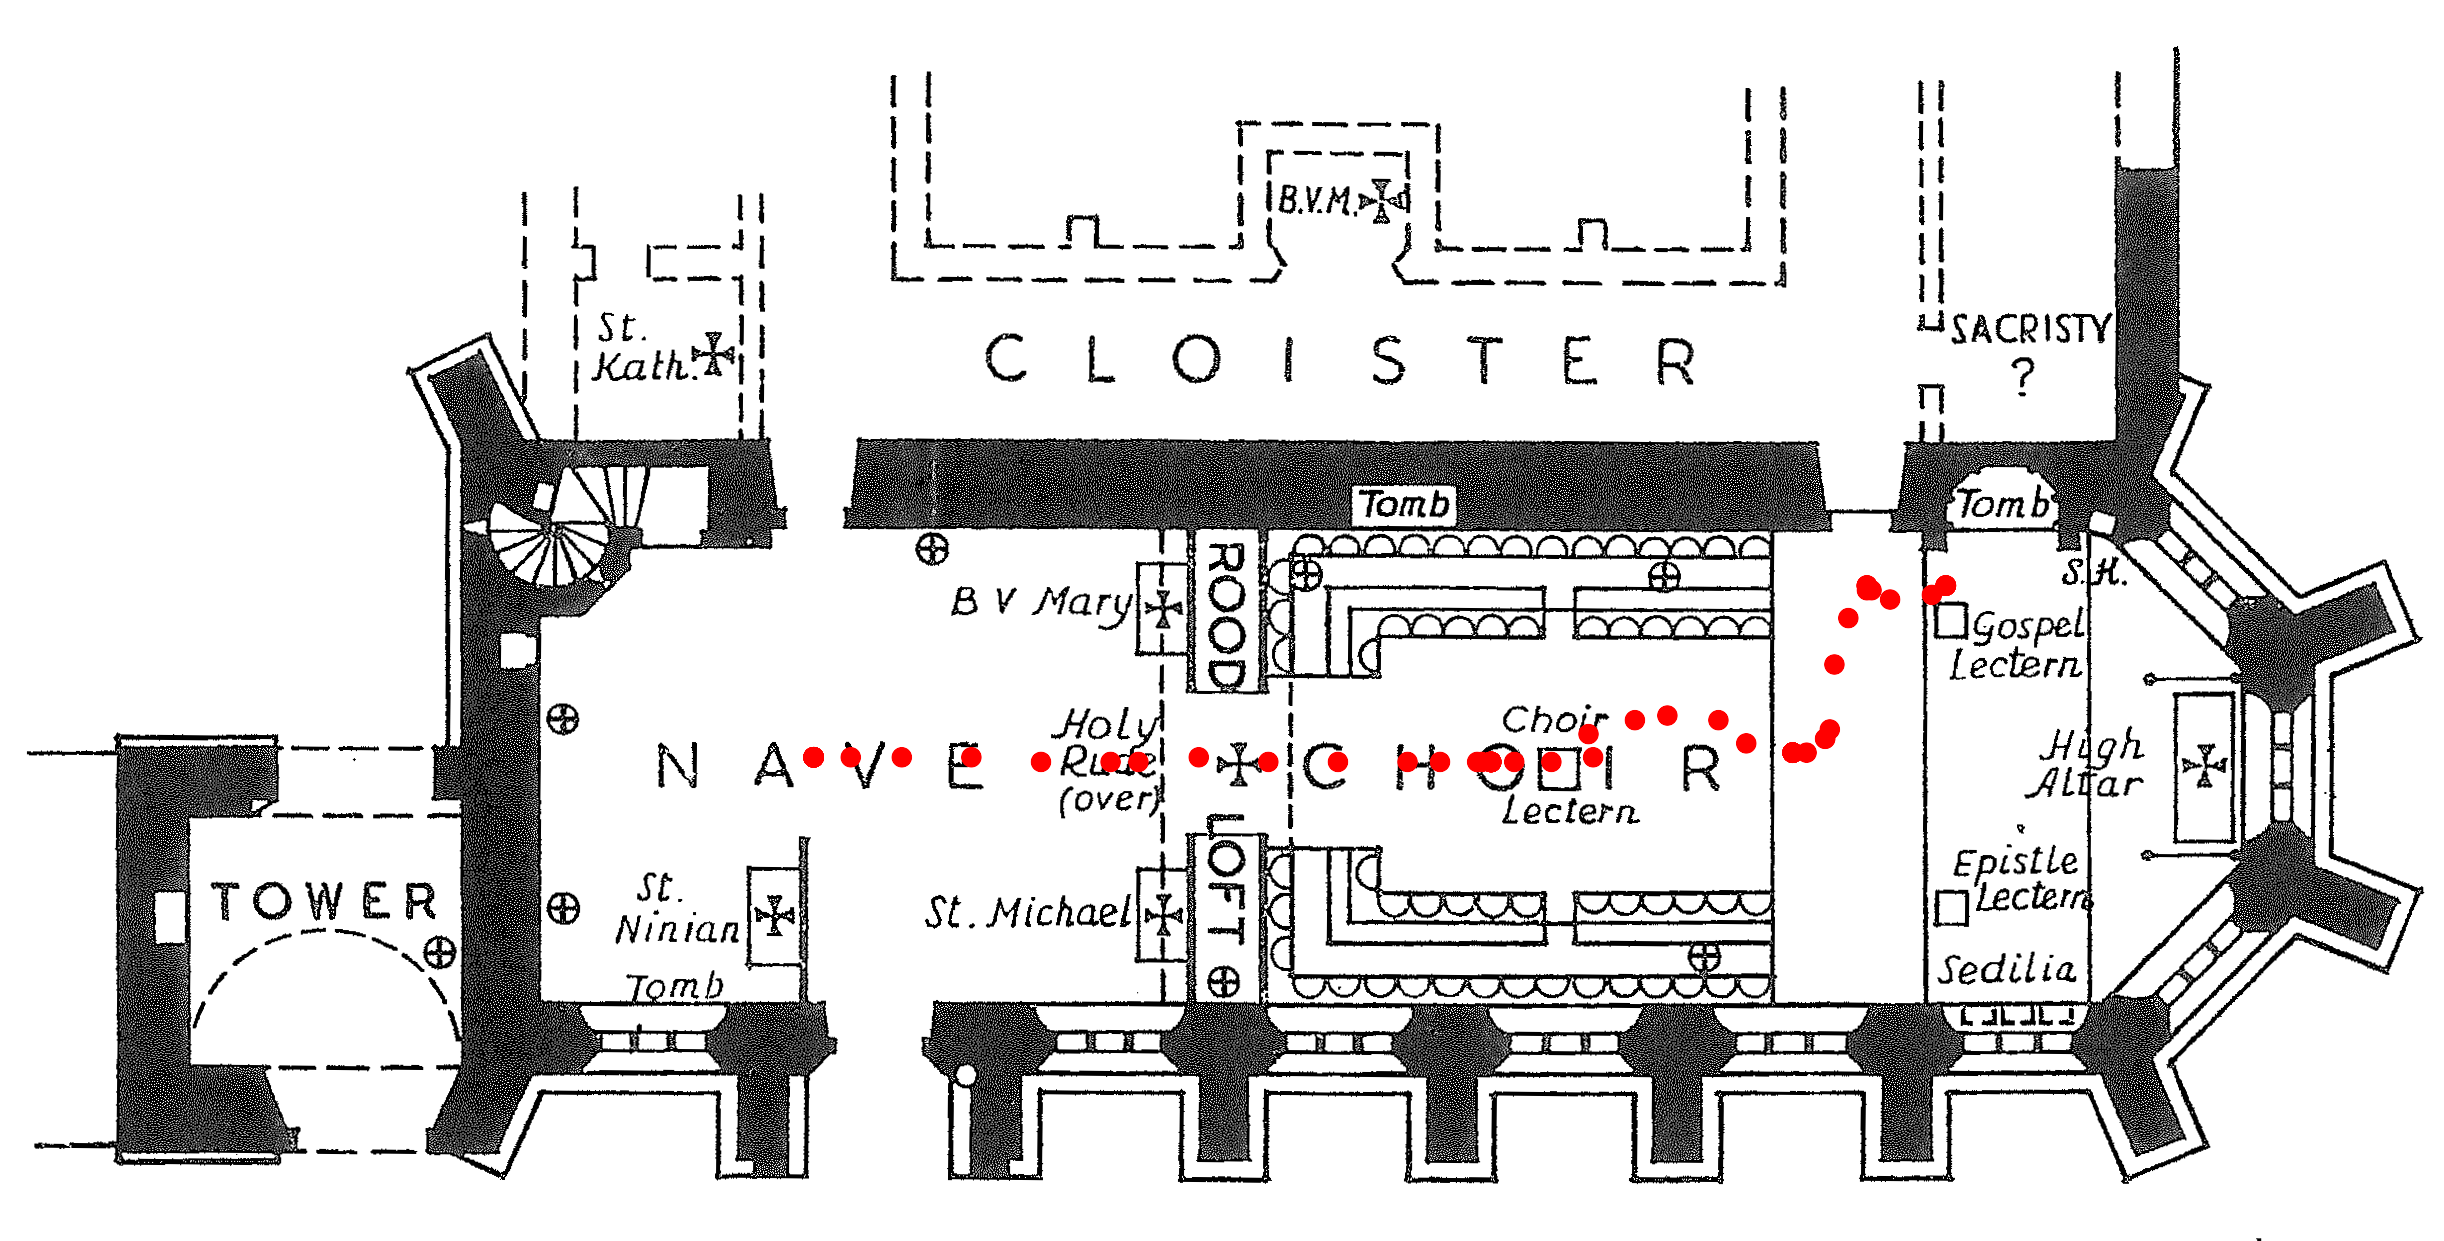 B.V.M.
St.
Kath.
CLOISTER
SACRISTY
?
Tomb
Tomb
ROOD
S.H.
B V Mary
Gospel
Lectern
Holy
Rude
(over)
Choir
NAVE
CHOIR
Lectern
High
Altar
TOWER
St.
Ninian
St. Michael
LOFT
Epistle
Lectern
Tomb
Sedilia